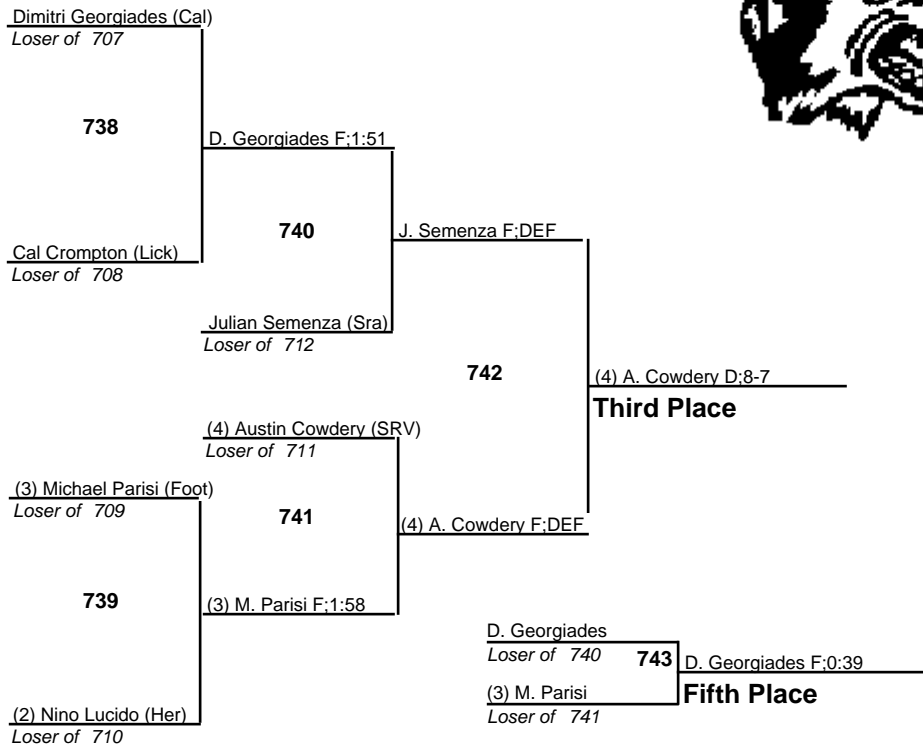 Dimitri Georgiades (Cal)
Loser of 707
738
D. Georgiades F;1:51
740
J. Semenza F;DEF
Cal Crompton (Lick)
Loser of 708
Julian Semenza (Sra)
Loser of 712
742
(4) A. Cowdery D;8-7
Third Place
(4) Austin Cowdery (SRV)
Loser of 711
(3) Michael Parisi (Foot)
Loser of 709
741
(4) A. Cowdery F;DEF
739
(3) M. Parisi F;1:58
(2) Nino Lucido (Her)
Loser of 710
D. Georgiades
Loser of 740
743
D. Georgiades F;0:39
Fifth Place
(3) M. Parisi
Loser of 741